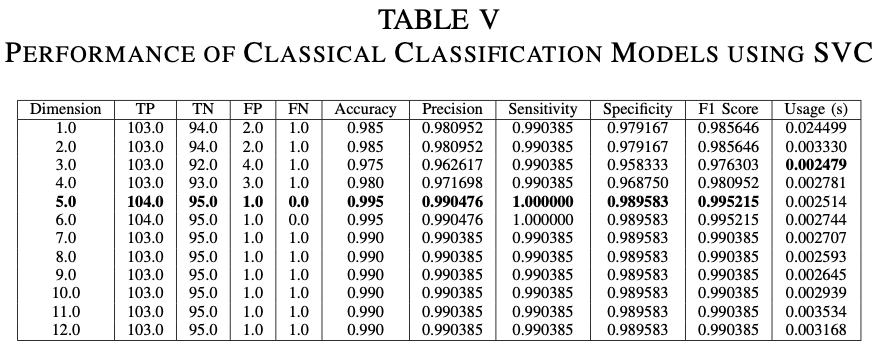 TABLE V
PERFORMANCE OF CLASSICAL CLASSIFICATION MODELS USING SVC
Dimension TP TN FP FN Accuracy Precision Sensitivity Specificity F1 Score Usage (s)
1.0 103.0 94.0 2.0 1.0 0.985 0.980952 0.990385 0.979167 0.985646 0.024499
2.0 103.0 94.0 2.0 1.0 0.985 0.980952 0.990385 0.979167 0.985646 0.003330
3.0 103.0 92.0 4.0 1.0 0.975 0.962617 0.990385 0.958333 0.976303 0.002479
4.0 103.0 93.0 3.0 1.0 0.980 0.971698 0.990385 0.968750 0.980952 0.002781
5.0 104.0 95.0 1.0 0.0 0.995 0.990476 1.000000 0.989583 0.995215 0.002514
6.0 104.0 95.0 1.0 0.0 0.995 0.990476 1.000000 0.989583 0.995215 0.002744
7.0 103.0 95.0 1.0 1.0 0.990 0.990385 0.990385 0.989583 0.990385 0.002707
8.0 103.0 95.0 1.0 1.0 0.990 0.990385 0.990385 0.989583 0.990385 0.002593
9.0 103.0 95.0 1.0 1.0 0.990 0.990385 0.990385 0.989583 0.990385 0.002645
10.0 103.0 95.0 1.0 1.0 0.990 0.990385 0.990385 0.989583 0.990385 0.002939
11.0 103.0 95.0 1.0 1.0 0.990 0.990385 0.990385 0.989583 0.990385 0.003534
12.0 103.0 95.0 1.0 1.0 0.990 0.990385 0.990385 0.989583 0.990385 0.003168